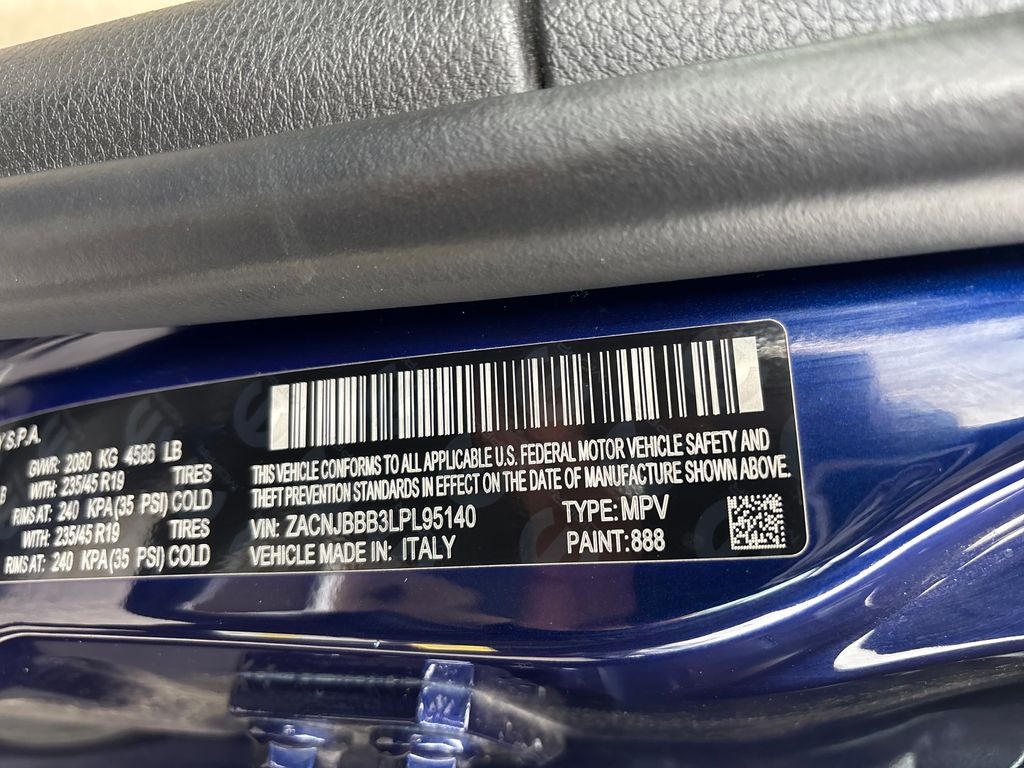 Y S.P.A.
GVWR: 2080 KG 4586 LB
B WITH: 235/45 R19 TIRES
RIMS AT: 240 KPA (35 PSI) COLD
WITH: 235/45 R19 TIRES
RIMS AT: 240 KPA (35 PSI) COLD
THIS VEHICLE CONFORMS TO ALL APPLICABLE U.S. FEDERAL MOTOR VEHICLE SAFETY AND
THEFT PREVENTION STANDARDS IN EFFECT ON THE DATE OF MANUFACTURE SHOWN ABOVE.
VIN: ZACNJBBB3LPL95140 TYPE: MPV
VEHICLE MADE IN: ITALY PAINT:888